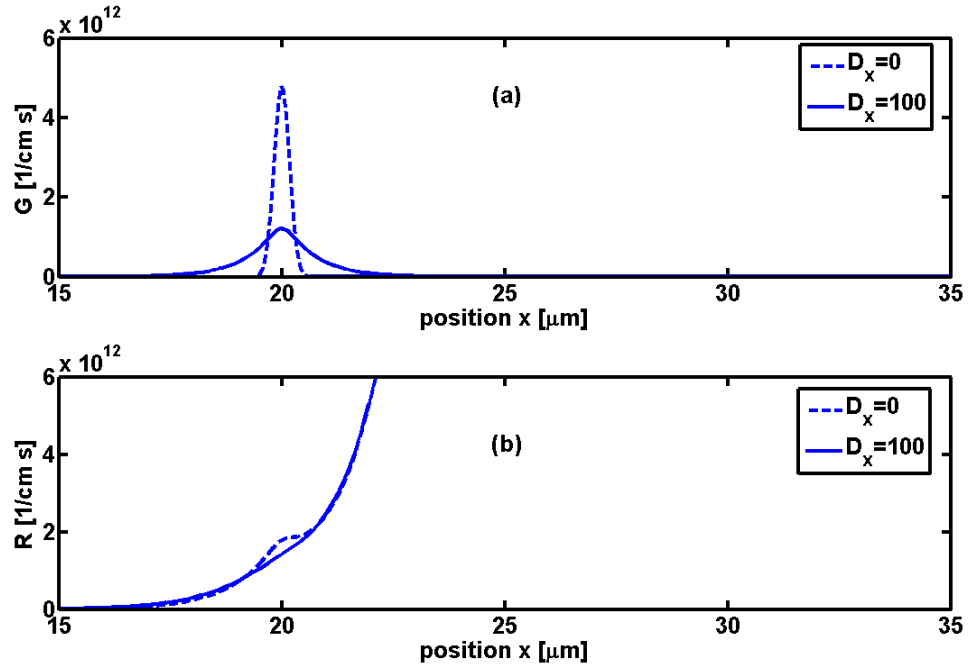 x 10^12
6
4
2
0
G [1/cm s]
(a)
D_x=0
D_x=100
15
20
25
30
35
position x [μm]
x 10^12
6
4
2
0
R [1/cm s]
(b)
D_x=0
D_x=100
15
20
25
30
35
position x [μm]